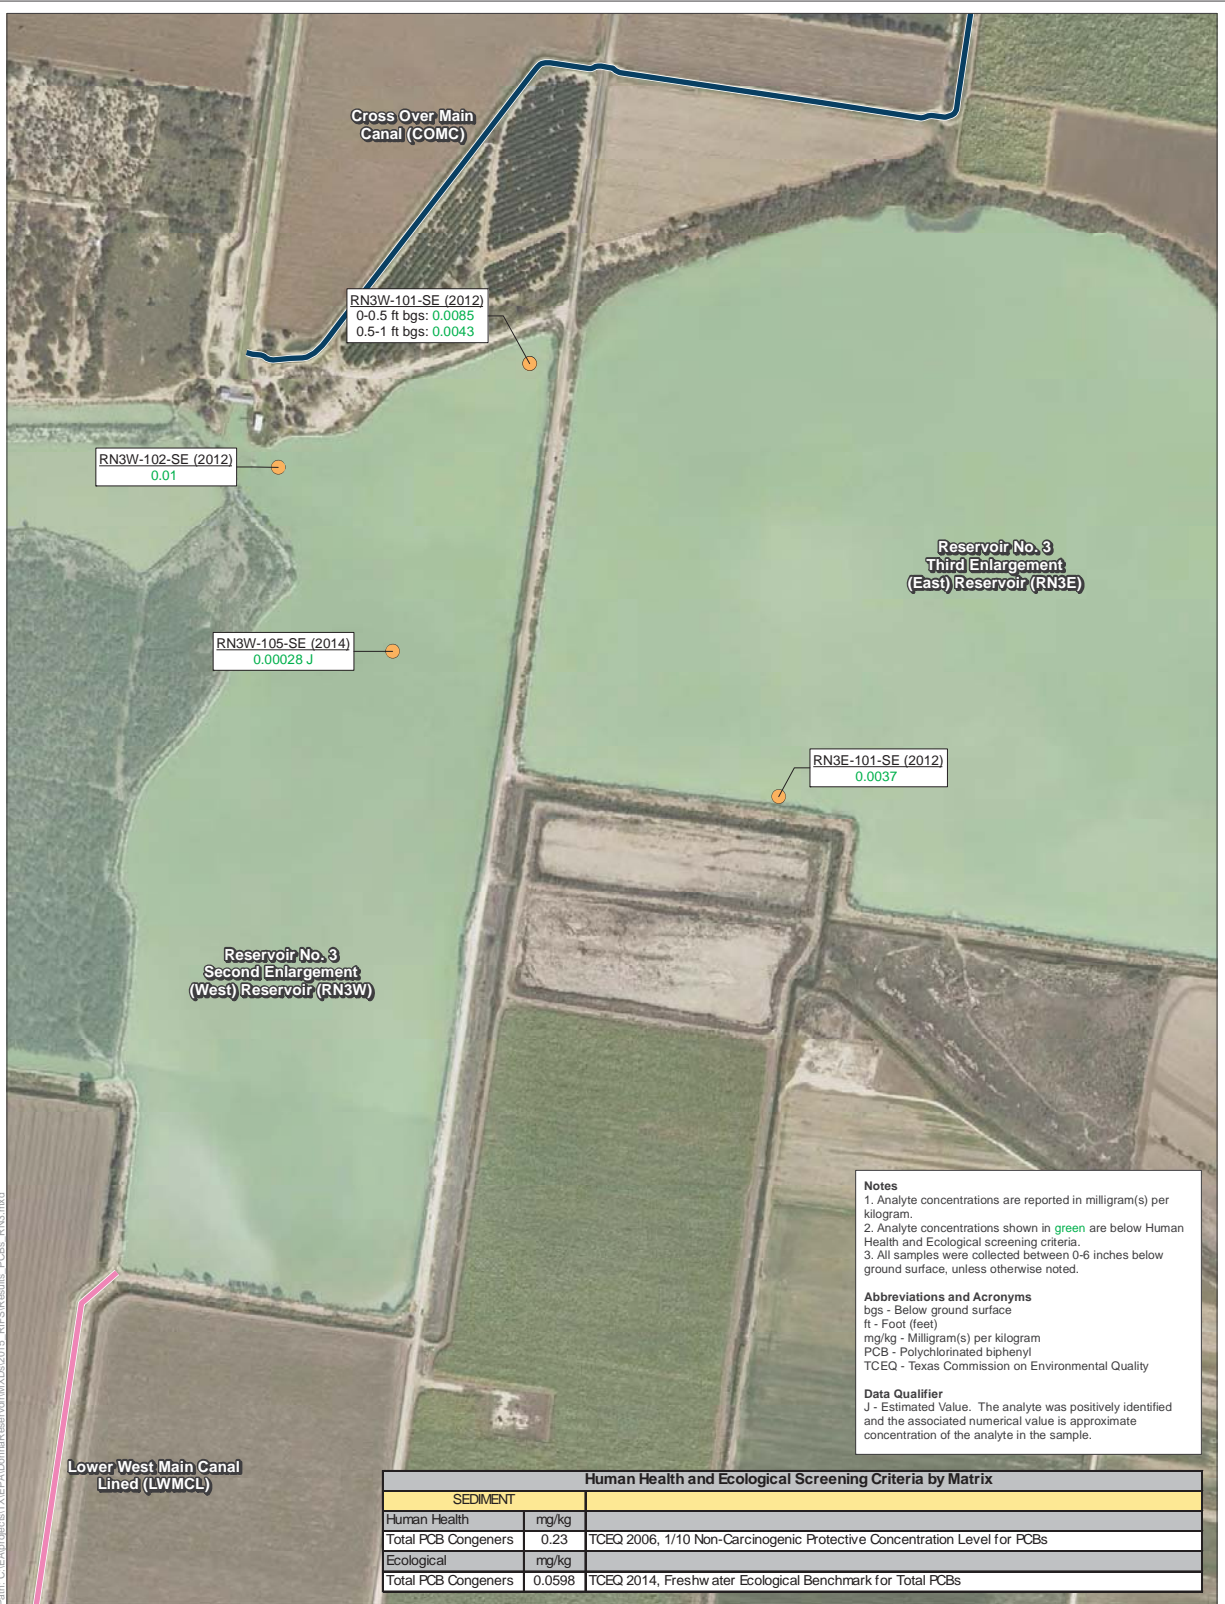 Cross Over Main
Canal (COMC)
RN3W-101-SE (2012)
0-0.5 ft bgs: 0.0085
0.5-1 ft bgs: 0.0043
RN3W-102-SE (2012)
0.01
Reservoir No. 3
Third Enlargement
(East) Reservoir (RN3E)
RN3W-105-SE (2014)
0.00028 J
RN3E-101-SE (2012)
0.0037
Reservoir No. 3
Second Enlargement
(West) Reservoir (RN3W)
Notes
1. Analyte concentrations are reported in milligram(s) per
kilogram.
2. Analyte concentrations shown in green are below Human
Health and Ecological screening criteria.
3. All samples were collected between 0-6 inches below
ground surface, unless otherwise noted.
Abbreviations and Acronyms
bgs - Below ground surface
ft - Foot (feet)
mg/kg - Milligram(s) per kilogram
PCB - Polychlorinated biphenyl
TCEQ - Texas Commission on Environmental Quality
Data Qualifier
J - Estimated Value. The analyte was positively identified
and the associated numerical value is approximate
concentration of the analyte in the sample.
Lower West Main Canal
Lined (LWMCL)
Human Health and Ecological Screening Criteria by Matrix
SEDIMENT
Human Health mg/kg
Total PCB Congeners 0.23 TCEQ 2006, 1/10 Non-Carcinogenic Protective Concentration Level for PCBs
Ecological mg/kg
Total PCB Congeners 0.0598 TCEQ 2014, Freshwater Ecological Benchmark for Total PCBs